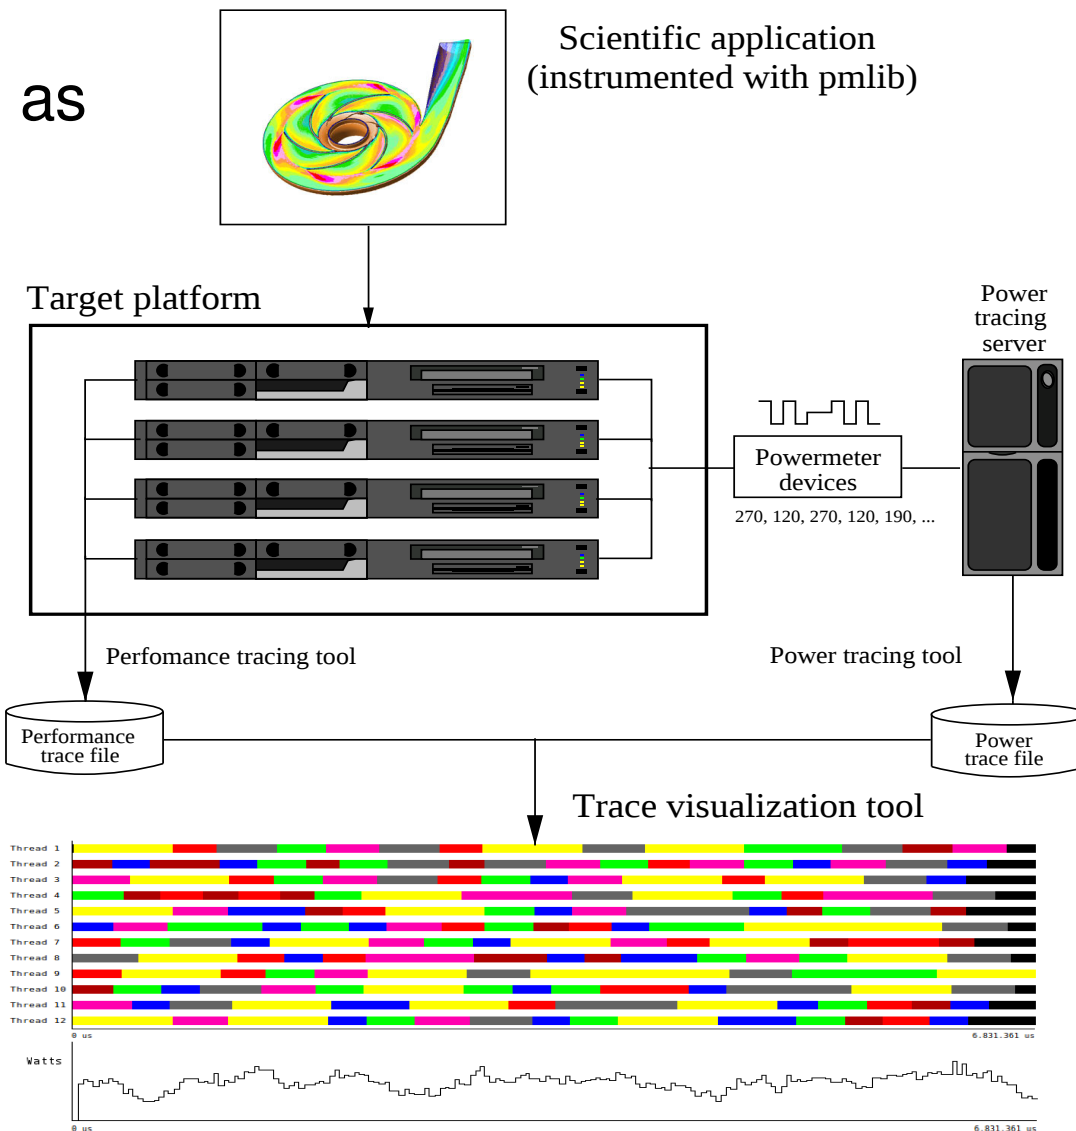 Scientific application
(instrumented with pmlib)
as
Target platform
Power
tracing
server
Powermeter
devices
270, 120, 270, 120, 190, ...
Perfomance tracing tool
Power tracing tool
Performance
trace file
Power
trace file
Trace visualization tool
Thread 1
Thread 2
Thread 3
Thread 4
Thread 5
Thread 6
Thread 7
Thread 8
Thread 9
Thread 10
Thread 11
Thread 12
0 us
6.831.361 us
Watts
0 us
6.831.361 us